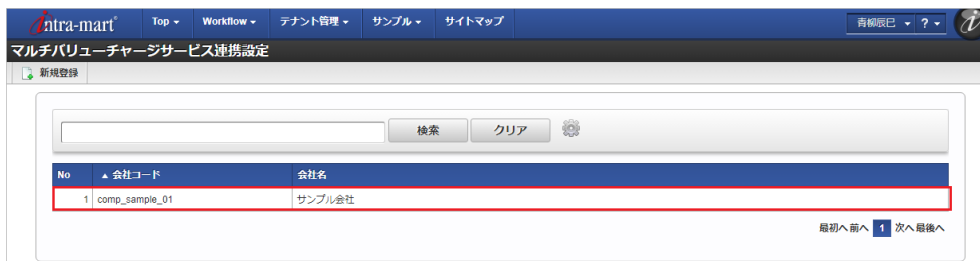 intra-mart® Top Workflow テナント管理 サンプル サイトマップ 青柳辰巳 ?
マルチバリューチャージサービス連携設定
新規登録
検索 クリア
No ▲ 会社コード 会社名
1 comp_sample_01 サンプル会社
最初へ 前へ 1 次へ 最後へ